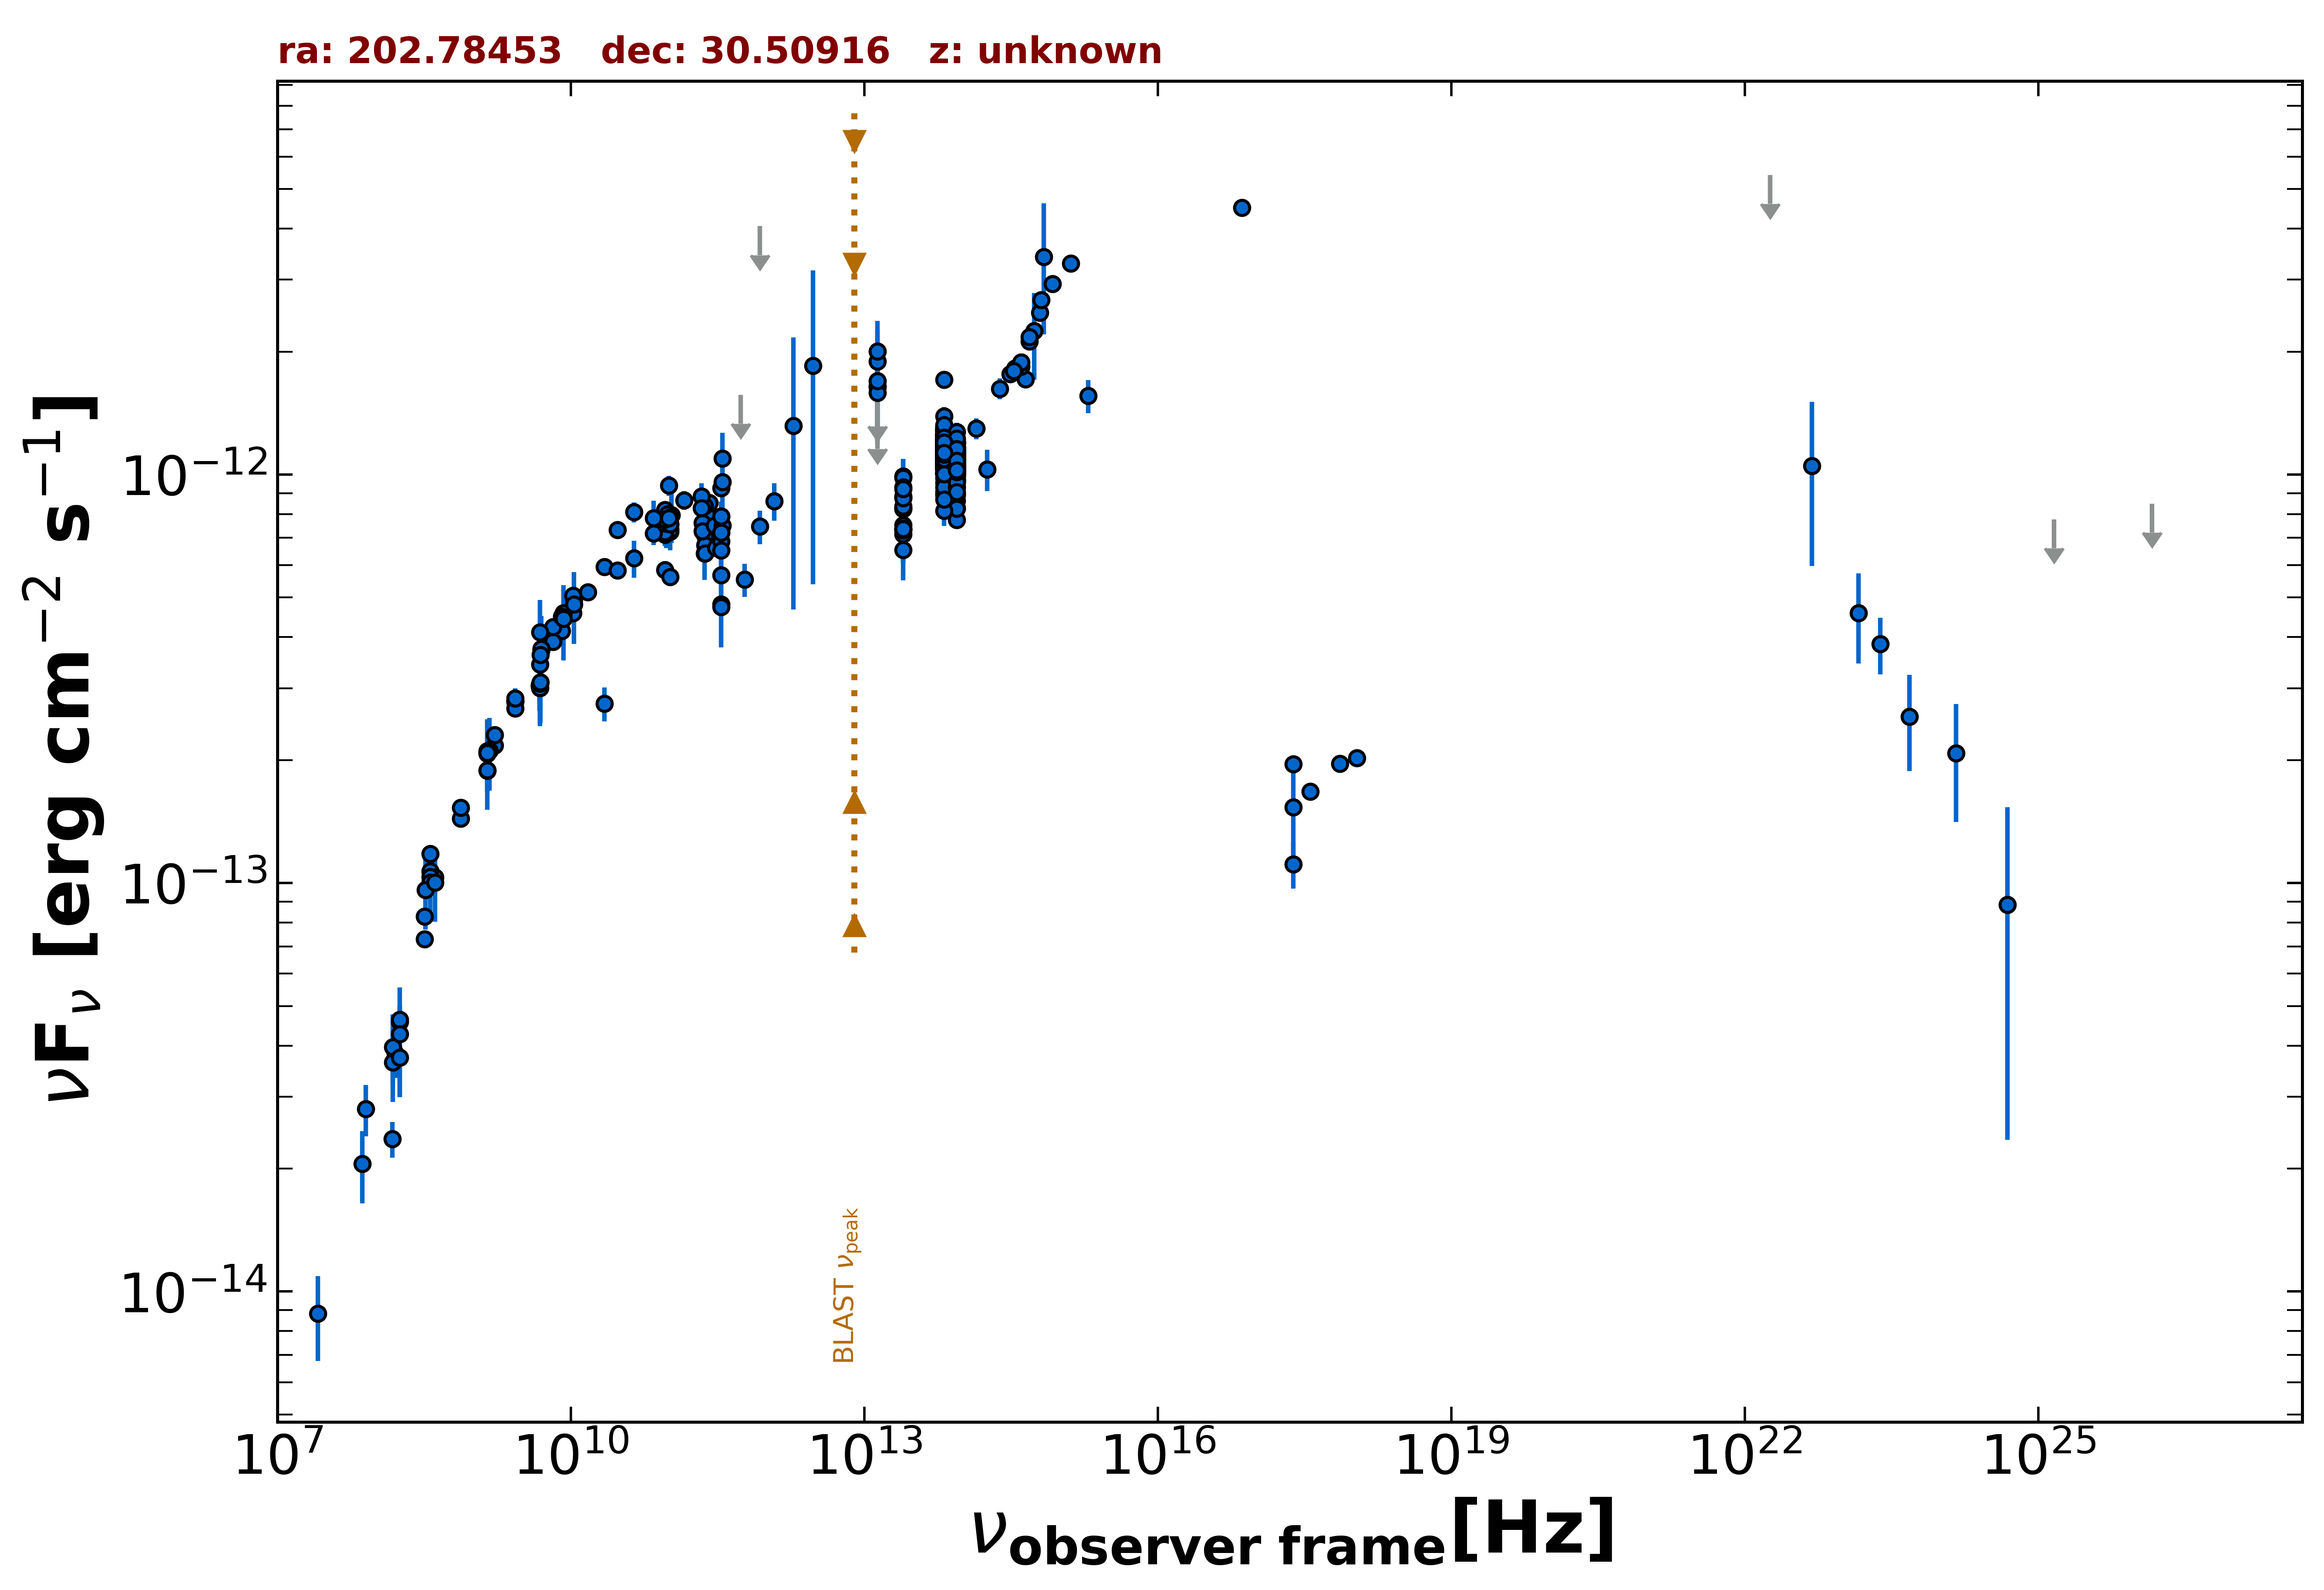 ra: 202.78453 dec: 30.50916 z: unknown
νFν [erg cm−2 s−1]
10−12
10−13
10−14
BLAST νpeak
107 1010 1013 1016 1019 1022 1025
νobserver frame[Hz]